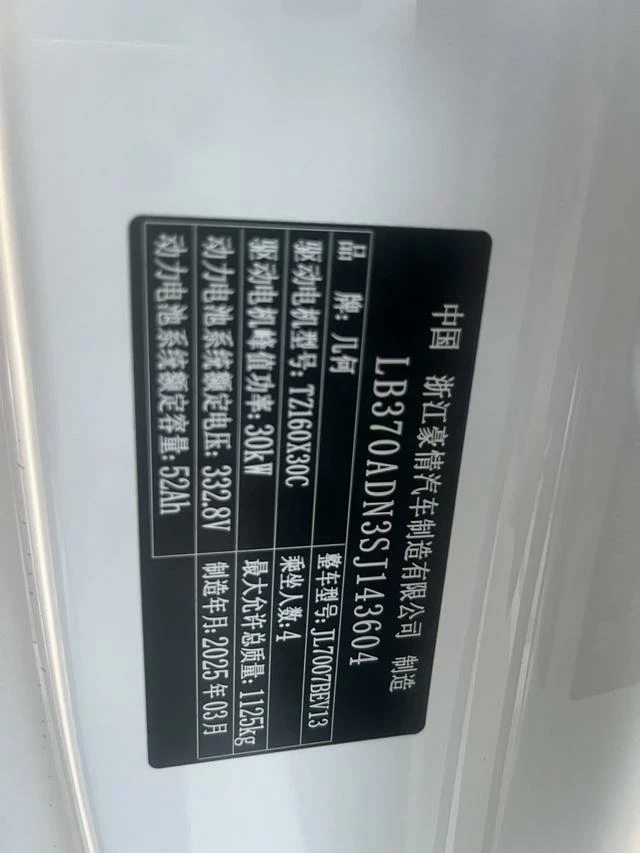 中国 浙江豪情汽车制造有限公司 制造
LB370ADN3SJ143604
品 牌: 几何 整车型号: JL7007BEV13
驱动电机型号: TZ160X30C 乘坐人数: 4
驱动电机峰值功率: 30kW 最大允许总质量: 1125kg
动力电池系统额定电压: 332.8V 制造年月: 2025年03月
动力电池系统额定容量: 52Ah